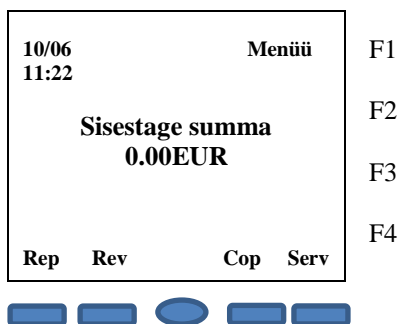 10/06 Menüü F1
11:22
F2
Sisestage summa
0.00EUR
F3
F4
Rep Rev Cop Serv